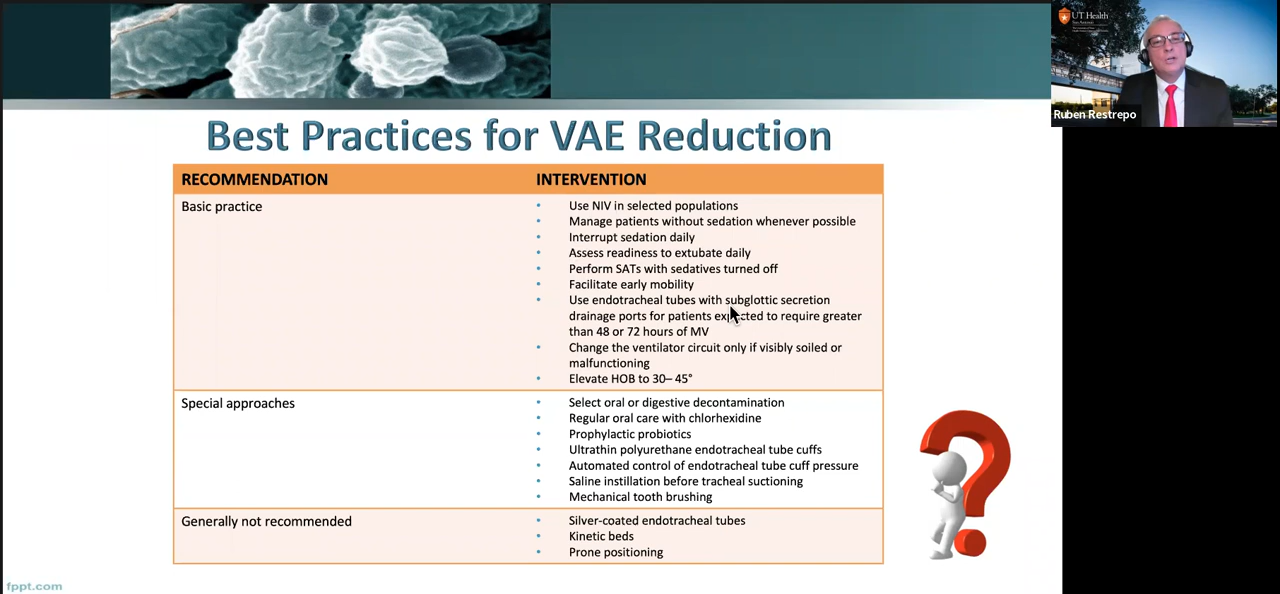 UT Health
San Antonio
Ruben Restrepo
Best Practices for VAE Reduction
RECOMMENDATION
INTERVENTION
Basic practice
• Use NIV in selected populations
• Manage patients without sedation whenever possible
• Interrupt sedation daily
• Assess readiness to extubate daily
• Perform SATs with sedatives turned off
• Facilitate early mobility
• Use endotracheal tubes with subglottic secretion
drainage ports for patients expected to require greater
than 48 or 72 hours of MV
• Change the ventilator circuit only if visibly soiled or
malfunctioning
• Elevate HOB to 30– 45°
Special approaches
• Select oral or digestive decontamination
• Regular oral care with chlorhexidine
• Prophylactic probiotics
• Ultrathin polyurethane endotracheal tube cuffs
• Automated control of endotracheal tube cuff pressure
• Saline instillation before tracheal suctioning
• Mechanical tooth brushing
Generally not recommended
• Silver-coated endotracheal tubes
• Kinetic beds
• Prone positioning
fppt.com